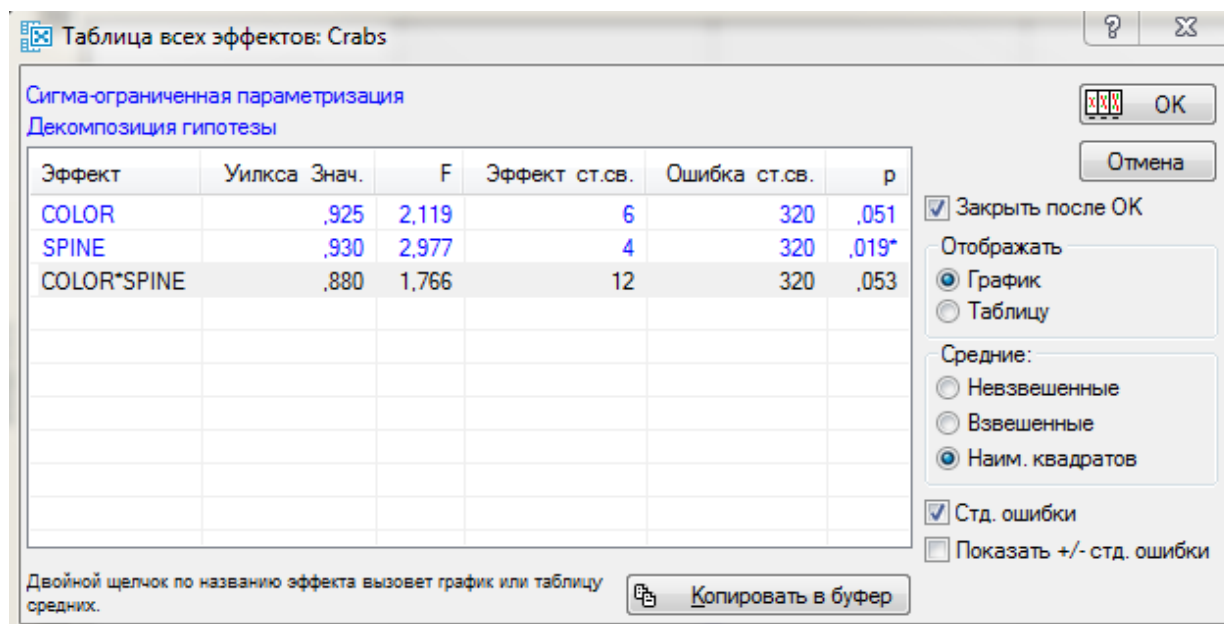 Таблица всех эффектов: Crabs
Сигма-ограниченная параметризация
Декомпозиция гипотезы
Эффект Уилкса Знач. F Эффект ст.св. Ошибка ст.св. p
COLOR ,925 2,119 6 320 ,051
SPINE ,930 2,977 4 320 ,019*
COLOR*SPINE ,880 1,766 12 320 ,053
Двойной щелчок по названию эффекта вызовет график или таблицу
средних.
Копировать в буфер
OK
Отмена
Закрыть после OK
Отображать
График
Таблицу
Средние:
Невзвешенные
Взвешенные
Наим. квадратов
Стд. ошибки
Показать +/- стд. ошибки